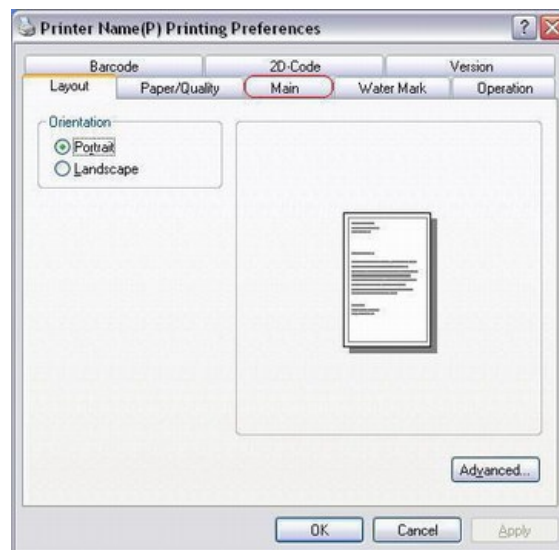 Printer Name(P) Printing Preferences
Barcode 2D-Code Version
Layout Paper/Quality Main Water Mark Operation
Orientation
Portrait
Landscape
Advanced...
OK Cancel Apply